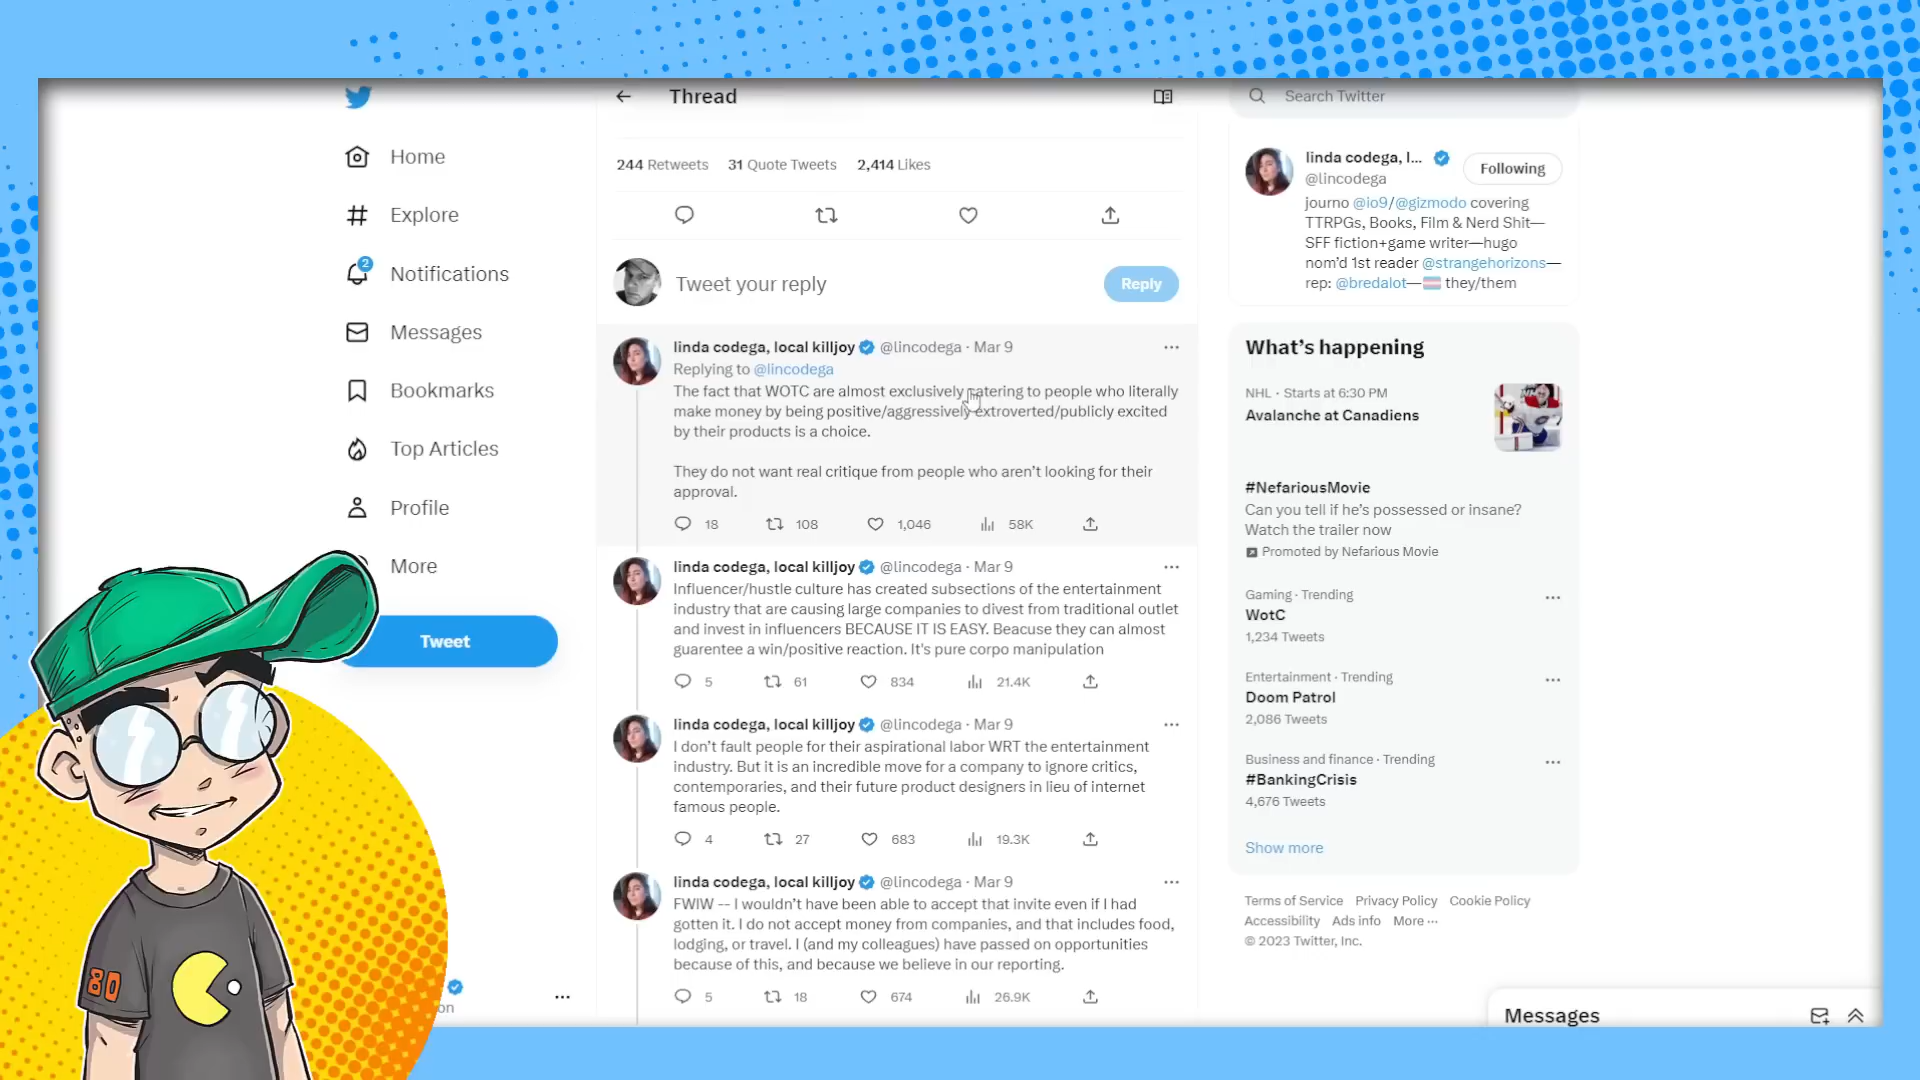 Home
Explore
2
Notifications
Messages
Bookmarks
Top Articles
Profile
More
Tweet
80
on
Thread
244 Retweets 31 Quote Tweets 2,414 Likes
Tweet your reply
Reply
linda codega, local killjoy @lincodega · Mar 9
Replying to @lincodega
The fact that WOTC are almost exclusively catering to people who literally
make money by being positive/aggressively extroverted/publicly excited
by their products is a choice.
They do not want real critique from people who aren't looking for their
approval.
18 108 1,046 58K
linda codega, local killjoy @lincodega · Mar 9
Influencer/hustle culture has created subsections of the entertainment
industry that are causing large companies to divest from traditional outlet
and invest in influencers BECAUSE IT IS EASY. Beacuse they can almost
guarentee a win/positive reaction. It's pure corpo manipulation
5 61 834 21.4K
linda codega, local killjoy @lincodega · Mar 9
I don't fault people for their aspirational labor WRT the entertainment
industry. But it is an incredible move for a company to ignore critics,
contemporaries, and their future product designers in lieu of internet
famous people.
4 27 683 19.3K
linda codega, local killjoy @lincodega · Mar 9
FWIW -- I wouldn't have been able to accept that invite even if I had
gotten it. I do not accept money from companies, and that includes food,
lodging, or travel. I (and my colleagues) have passed on opportunities
because of this, and because we believe in our reporting.
5 18 674 26.9K
Search Twitter
linda codega, l...
@lincodega
Following
journo @io9/@gizmodo covering
TTRPGs, Books, Film & Nerd Shit—
SFF fiction+game writer—hugo
nom'd 1st reader @strangehorizons—
rep: @bredalot—🏳️‍⚧️ they/them
What's happening
NHL · Starts at 6:30 PM
Avalanche at Canadiens
#NefariousMovie
Can you tell if he's possessed or insane?
Watch the trailer now
Promoted by Nefarious Movie
Gaming · Trending
WotC
1,234 Tweets
Entertainment · Trending
Doom Patrol
2,086 Tweets
Business and finance · Trending
#BankingCrisis
4,676 Tweets
Show more
Terms of Service Privacy Policy Cookie Policy
Accessibility Ads info More ···
© 2023 Twitter, Inc.
Messages